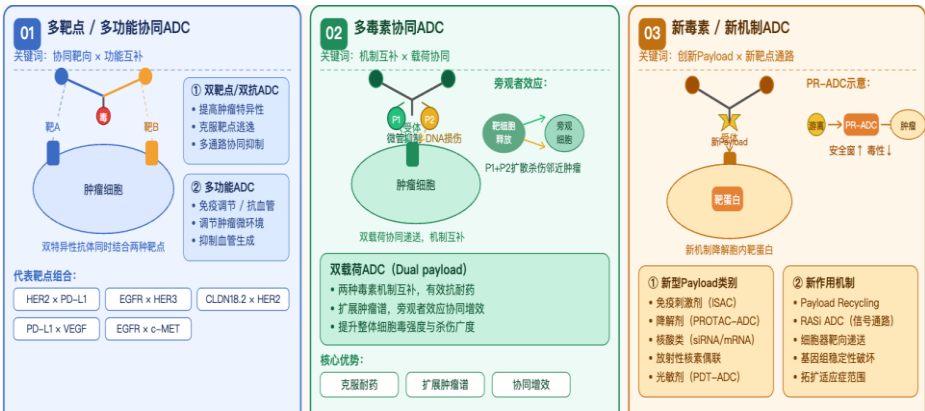 01 多靶点 / 多功能协同ADC
关键词：协同靶向 × 功能互补
毒
靶A
靶B
肿瘤细胞
双特异性抗体同时结合两种靶点
① 双靶点/双抗ADC
• 提高肿瘤特异性
• 克服靶点逃逸
• 多通路协同抑制
② 多功能ADC
• 免疫调节 / 抗血管
• 调节肿瘤微环境
• 抑制血管生成
代表靶点组合：
HER2 x PD-L1
EGFR x HER3
CLDN18.2 x HER2
PD-L1 x VEGF
EGFR x c-MET
02 多毒素协同ADC
关键词：机制互补 × 载荷协同
P1
P2
受体
微管抑制
DNA损伤
肿瘤细胞
双载荷协同递送，机制互补
旁观者效应：
靶细胞
释放
旁观
细胞
P1+P2扩散杀伤邻近肿瘤
双载荷ADC（Dual payload）
• 两种毒素机制互补，有效抗耐药
• 扩展肿瘤谱，旁观者效应协同增效
• 提升整体细胞毒强度与杀伤广度
核心优势：
克服耐药
扩展肿瘤谱
协同增效
03 新毒素 / 新机制ADC
关键词：创新Payload × 新靶点通路
受体
新Payload
靶蛋白
新机制降解胞内靶蛋白
PR-ADC示意：
游离
PR-ADC
肿瘤
安全窗↑ 毒性↓
① 新型Payload类别
• 免疫刺激剂（ISAC）
• 降解剂（PROTAC-ADC）
• 核酸类（siRNA/mRNA）
• 放射性核素偶联
• 光敏剂（PDT-ADC）
② 新作用机制
• Payload Recycling
• RASi ADC（信号通路）
• 细胞器靶向递送
• 基因组稳定性破坏
• 拓扩适应症范围